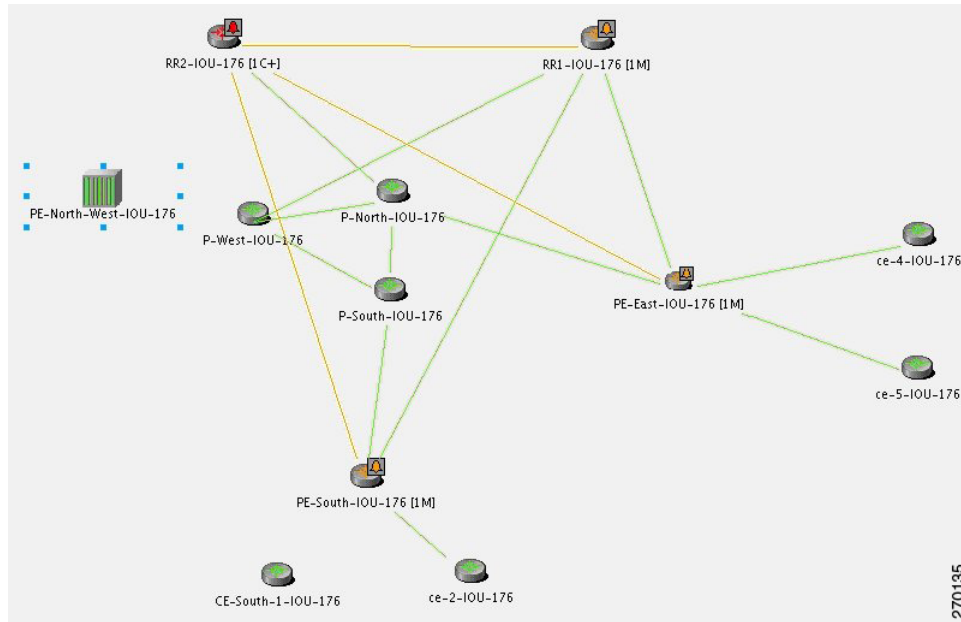 RR2-IOU-176 [1C+]
RR1-IOU-176 [1M]
PE-North-West-IOU-176
P-North-IOU-176
P-West-IOU-176
ce-4-IOU-176
PE-East-IOU-176 [1M]
P-South-IOU-176
ce-5-IOU-176
PE-South-IOU-176 [1M]
CE-South-1-IOU-176
ce-2-IOU-176
270135